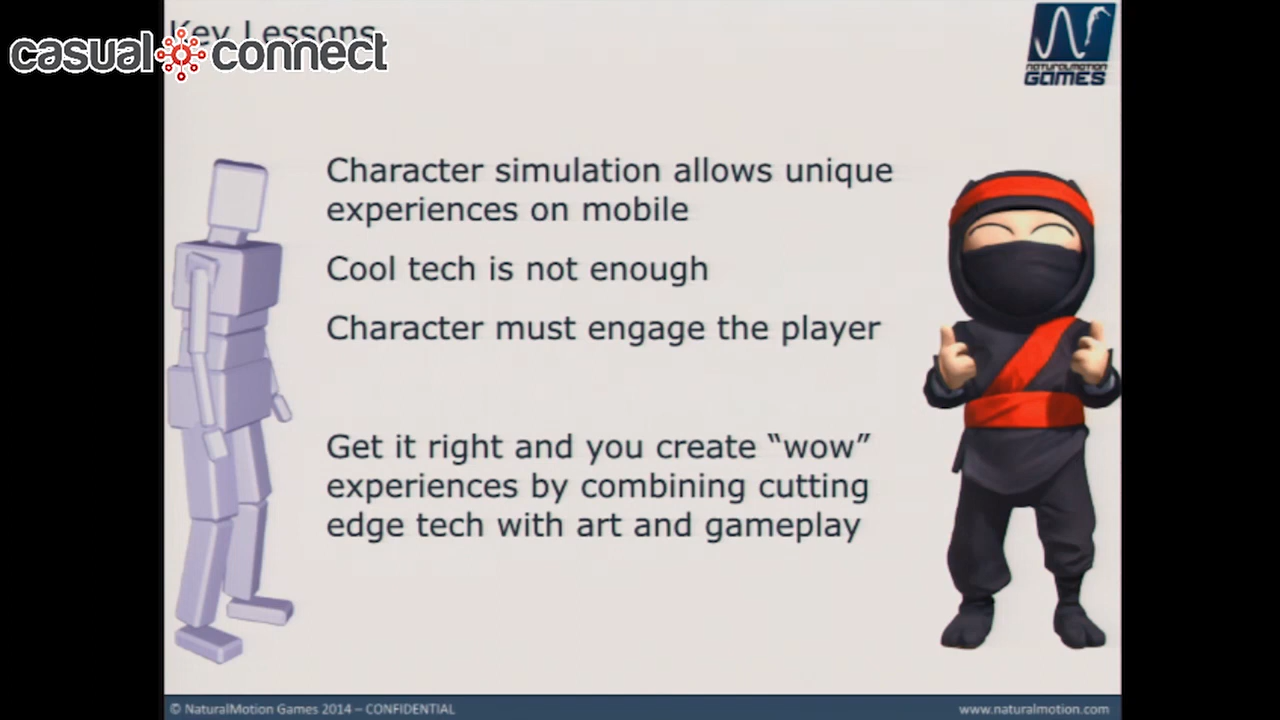 Key Lessons
casual connect
NATURALMOTION
GAMES
Character simulation allows unique
experiences on mobile
Cool tech is not enough
Character must engage the player
Get it right and you create “wow”
experiences by combining cutting
edge tech with art and gameplay
© NaturalMotion Games 2014 – CONFIDENTIAL
www.naturalmotion.com